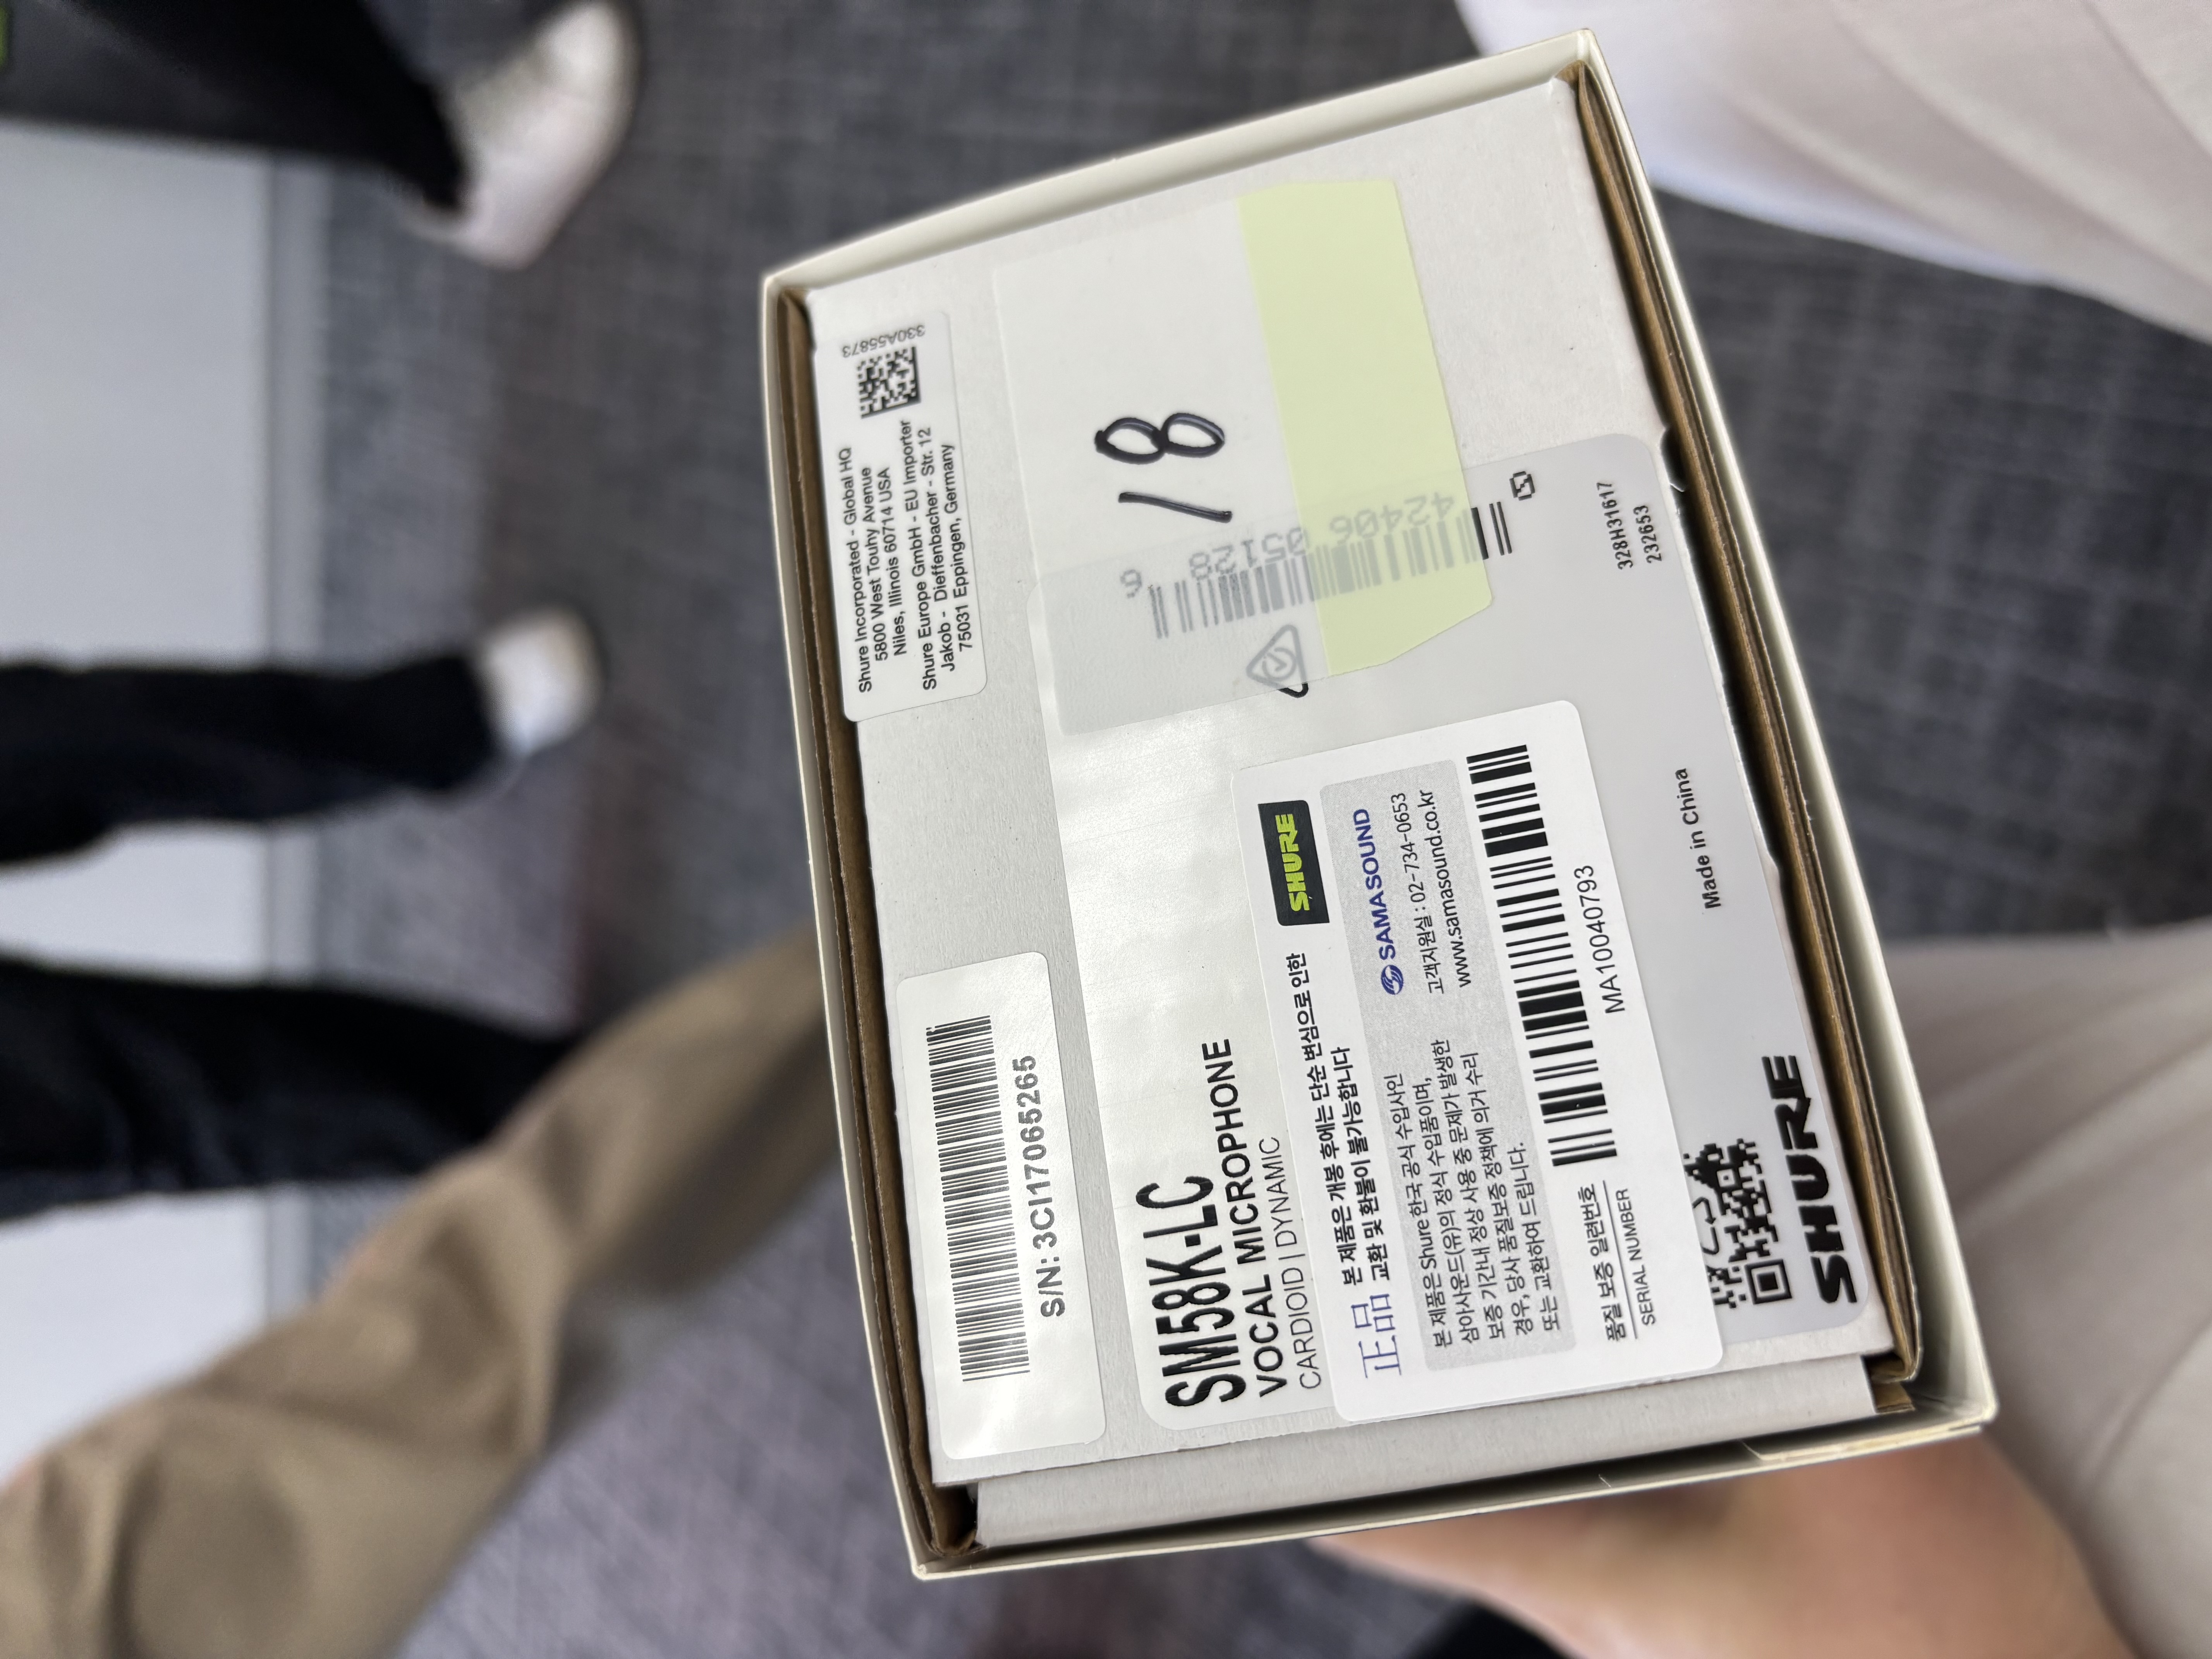 S/N: 3CI17065265
Shure Incorporated - Global HQ
5800 West Touhy Avenue
Niles, Illinois 60714 USA
Shure Europe GmbH - EU Importer
Jakob - Dieffenbacher - Str. 12
75031 Eppingen, Germany
330A55873
18
SM58K-LC
VOCAL MICROPHONE
CARDIOID | DYNAMIC
6 05128 42406
SHURE
正品
본 제품은 개봉 후에는 단순 변심으로 인한
교환 및 환불이 불가능합니다
본 제품은 Shure 한국 공식 수입사인
삼아사운드(유)의 정식 수입품이며,
보증 기간내 정상 사용 중 문제가 발생한
경우, 당사 품질보증 정책에 의거 수리
또는 교환하여 드립니다.
SAMASOUND
고객지원실 : 02-734-0653
www.samasound.co.kr
품질 보증 일련번호
SERIAL NUMBER
MA10040793
328H31617
232653
Made in China
SHURE